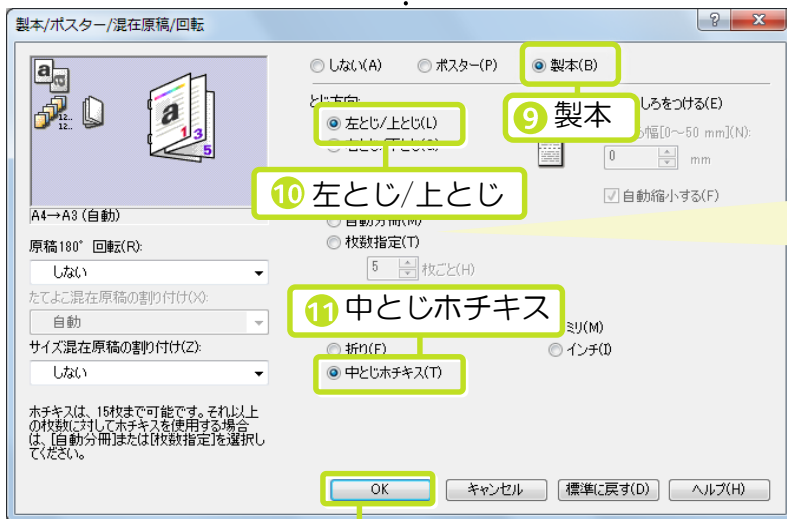 製本/ポスター/混在原稿/回転
しない(A) ポスター(P) 製本(B)
とじ方向:
⑨ 製本
しろをつける(E)
左とじ/上とじ(L)
幅[0～50 mm](N):
0 mm
⑩ 左とじ/上とじ
自動縮小する(F)
A4→A3 (自動)
自動分冊(M)
原稿180° 回転(R):
枚数指定(T)
しない
5 枚ごと(H)
たてよこ混在原稿の割り付け(X):
自動
⑪ 中とじホチキス
ミリ(M)
サイズ混在原稿の割り付け(Z):
折り(F)
インチ(I)
しない
中とじホチキス(T)
ホチキスは、15枚まで可能です。それ以上
の枚数に対してホチキスを使用する場合
は、[自動分冊]または[枚数指定]を選択し
てください。
OK キャンセル 標準に戻す(D) ヘルプ(H)